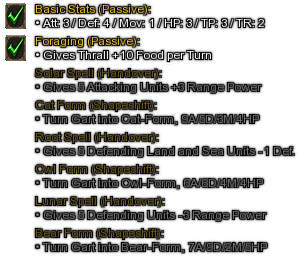 Basic Stats (Passive):
• Att: 3 / Def: 4 / Mov: 1 / HP: 3 / TP: 3 / TR: 2
Foraging (Passive):
• Gives Thrall +10 Food per Turn
Solar Spell (Handover):
• Gives 5 Attacking Units +3 Range Power
Cat Form (Shapeshift):
• Turn Gart into Cat-Form, 9A/6D/3M/4HP
Root Spell (Handover):
• Gives 5 Defending Land and Sea Units -1 Def.
Owl Form (Shapeshift):
• Turn Gart into Owl-Form, 6A/6D/4M/4HP
Lunar Spell (Handover):
• Gives 5 Defending Units -3 Range Power
Bear Form (Shapeshift):
• Turn Gart into Bear-Form, 7A/8D/2M/6HP